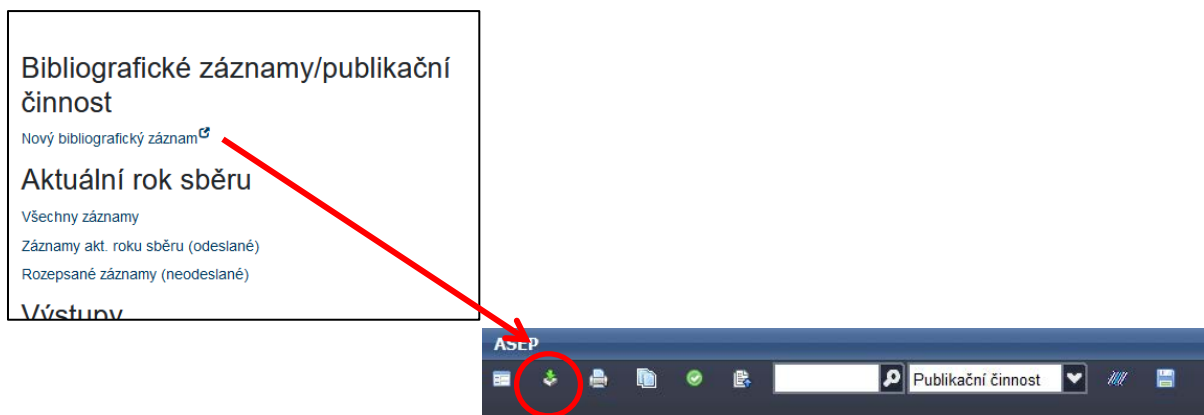 Bibliografické záznamy/publikační
činnost
Nový bibliografický záznam
Aktuální rok sběru
Všechny záznamy
Záznamy akt. roku sběru (odeslané)
Rozepsané záznamy (neodeslané)
Výstupy
ASEP
Publikační činnost